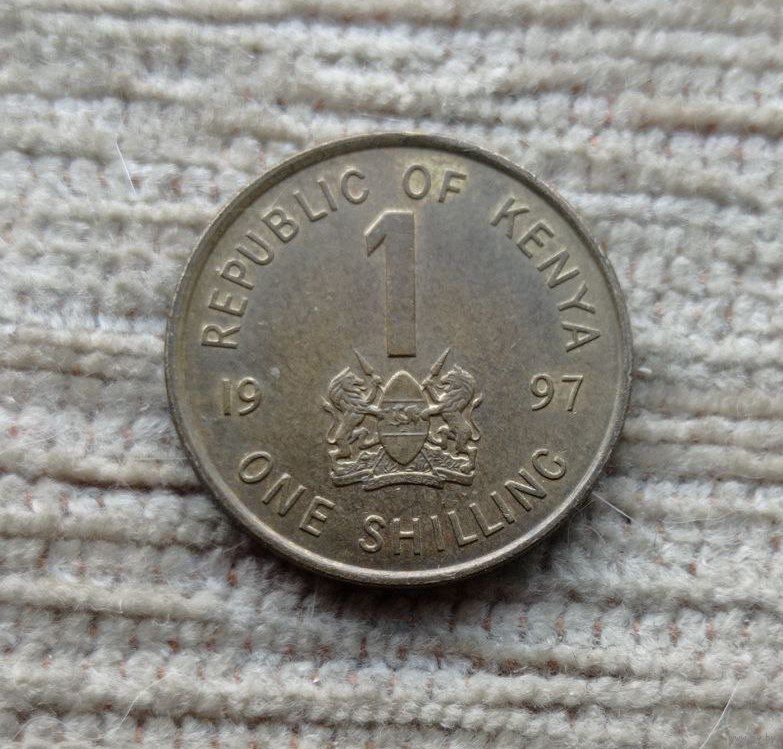 REPUBLIC OF KENYA
1
19 97
ONE SHILLING